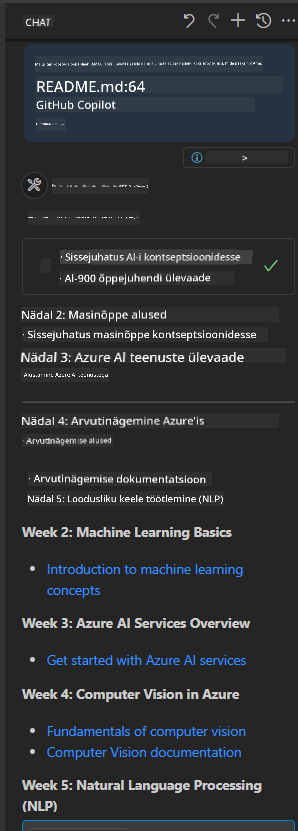 CHAT
README.md:64
GitHub Copilot
>
· Sissejuhatus AI-i kontseptsioonidesse
· AI-900 õppejuhendi ülevaade
Nädal 2: Masinõppe alused
· Sissejuhatus masinõppe kontseptsioonidesse
Nädal 3: Azure AI teenuste ülevaade
· Alustamine Azure AI teenustega
Nädal 4: Arvutinägemine Azure'is
· Arvutinägemise alused
· Arvutinägemise dokumentatsioon
Nädal 5: Loodusliku keele töötlemine (NLP)
Week 2: Machine Learning Basics
• Introduction to machine learning
concepts
Week 3: Azure AI Services Overview
• Get started with Azure AI services
Week 4: Computer Vision in Azure
• Fundamentals of computer vision
• Computer Vision documentation
Week 5: Natural Language Processing
(NLP)